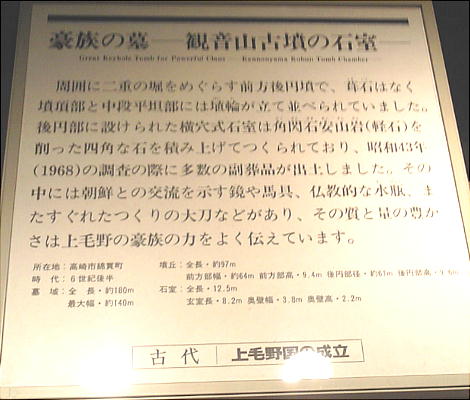 豪族の墓―観音山古墳の石室―
Great Keyhole Tomb for Powerful Clans — Kannonyama Kohun Tomb Chamber
周囲に二重の堀をめぐらす前方後円墳で、葺石はなく
墳頂部と中段平坦部には埴輪が立て並べられていました。
後円部に設けられた横穴式石室は角閃石安山岩(軽石)を
削った四角な石を積み上げてつくられており、昭和43年
(1968)の調査の際に多数の副葬品が出土しました。その
中には朝鮮との交流を示す鏡や馬具、仏教的な水瓶、ま
たすぐれたつくりの大刀などがあり、その質と量の豊か
さは上毛野の豪族の力をよく伝えています。
所在地:高崎市綿貫町 墳丘:全長・約97m
前方部幅・約64m 前方部高・9.4m 後円部径・約61m 後円部高・9.6m
時代:6世紀後半
墓域:全長・約180m 石室:全長・12.5m
最大幅・約140m 玄室長・8.2m 奥壁幅・3.8m 奥壁高・2.2m
古代 上毛野国の成立